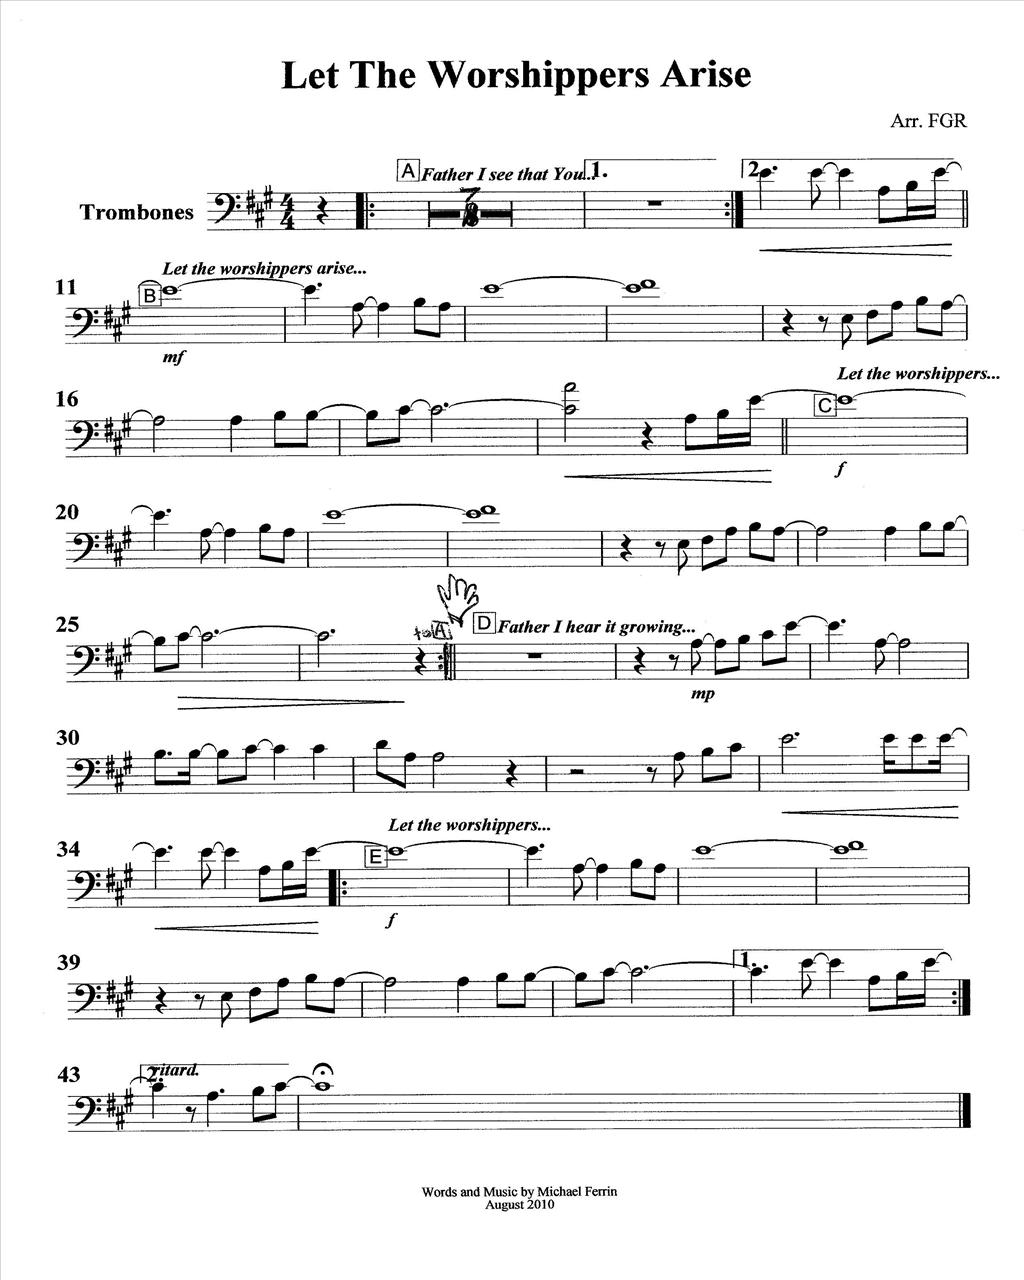 Let The Worshippers Arise
Arr. FGR
A Father I see that You... 1. 2.
Trombones 4/4 7
Let the worshippers arise...
11 B
mf
Let the worshippers...
16 C
f
20
25 to A D Father I hear it growing...
mp
30
Let the worshippers...
34 E
f
39 1.
43 2. ritard.
Words and Music by Michael Ferrin
August 2010